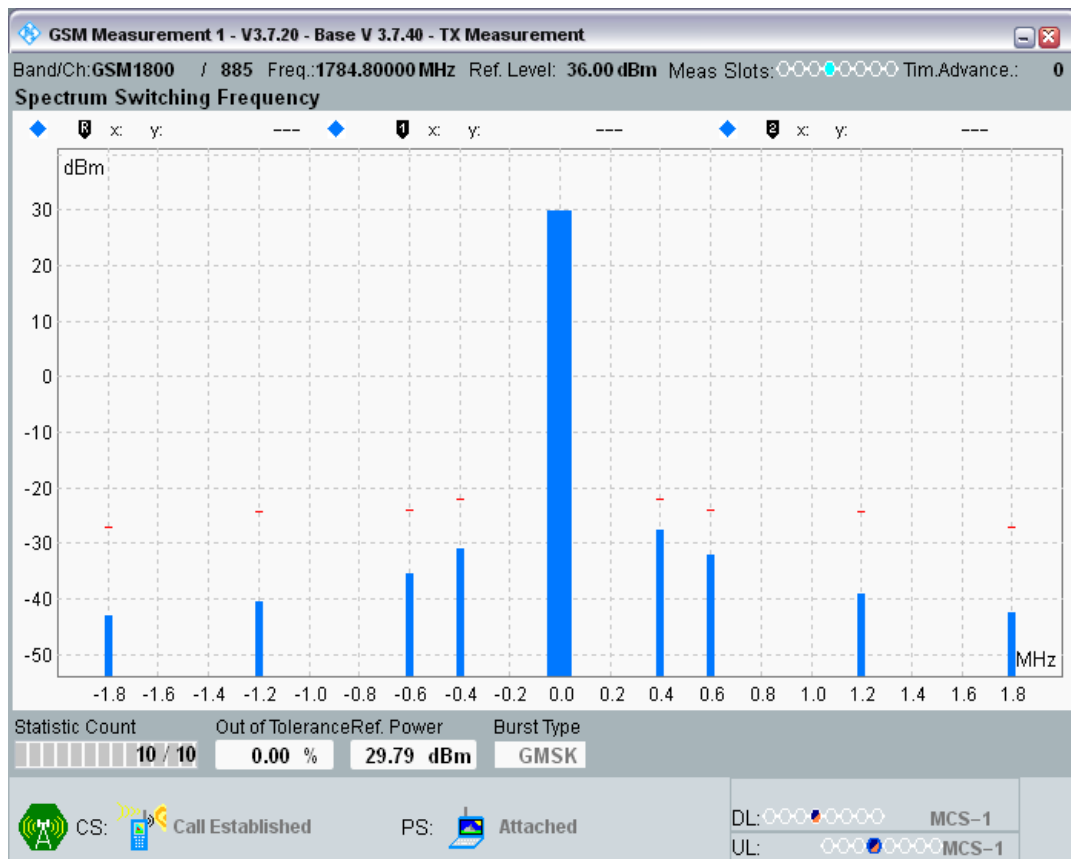 GSM Measurement 1 - V3.7.20 - Base V 3.7.40 - TX Measurement
Band/Ch:GSM1800 / 885 Freq.:1784.80000 MHz Ref. Level: 36.00 dBm Meas Slots: Tim.Advance.: 0
Spectrum Switching Frequency
R x: y: --- 1 x: y: --- 2 x: y: ---
dBm
30
20
10
0
-10
-20
-30
-40
-50
MHz
-1.8 -1.6 -1.4 -1.2 -1.0 -0.8 -0.6 -0.4 -0.2 0.0 0.2 0.4 0.6 0.8 1.0 1.2 1.4 1.6 1.8
Statistic Count Out of Tolerance Ref. Power Burst Type
10 / 10 0.00 % 29.79 dBm GMSK
CS: Call Established PS: Attached DL: MCS-1
UL: MCS-1